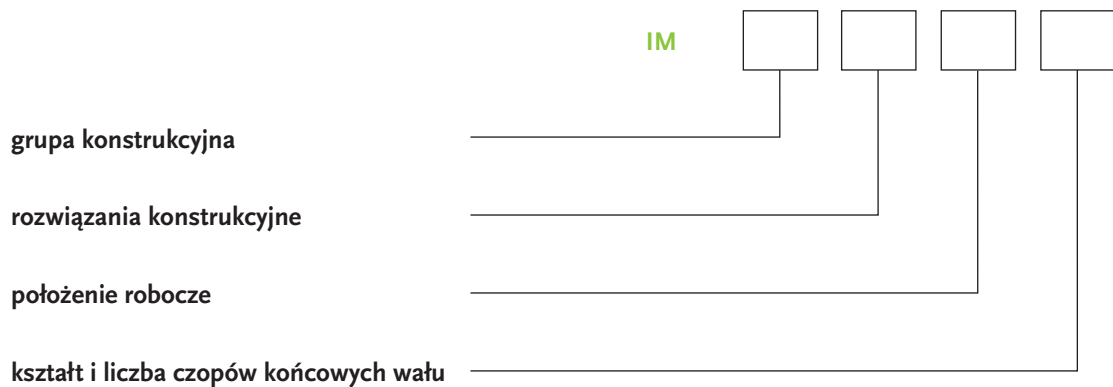 IM
grupa konstrukcyjna
rozwiązania konstrukcyjne
położenie robocze
kształt i liczba czopów końcowych wału